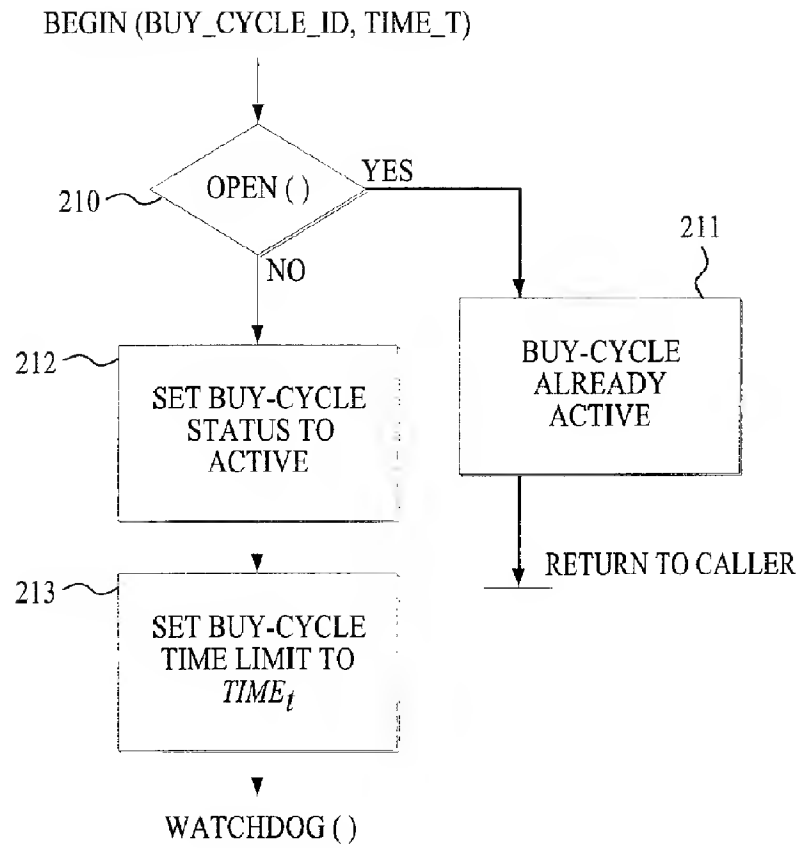 BEGIN (BUY_CYCLE_ID, TIME_T)
OPEN ( )
YES
210
NO
211
BUY-CYCLE
ALREADY
ACTIVE
212
SET BUY-CYCLE
STATUS TO
ACTIVE
RETURN TO CALLER
213
SET BUY-CYCLE
TIME LIMIT TO
TIMEt
WATCHDOG ( )